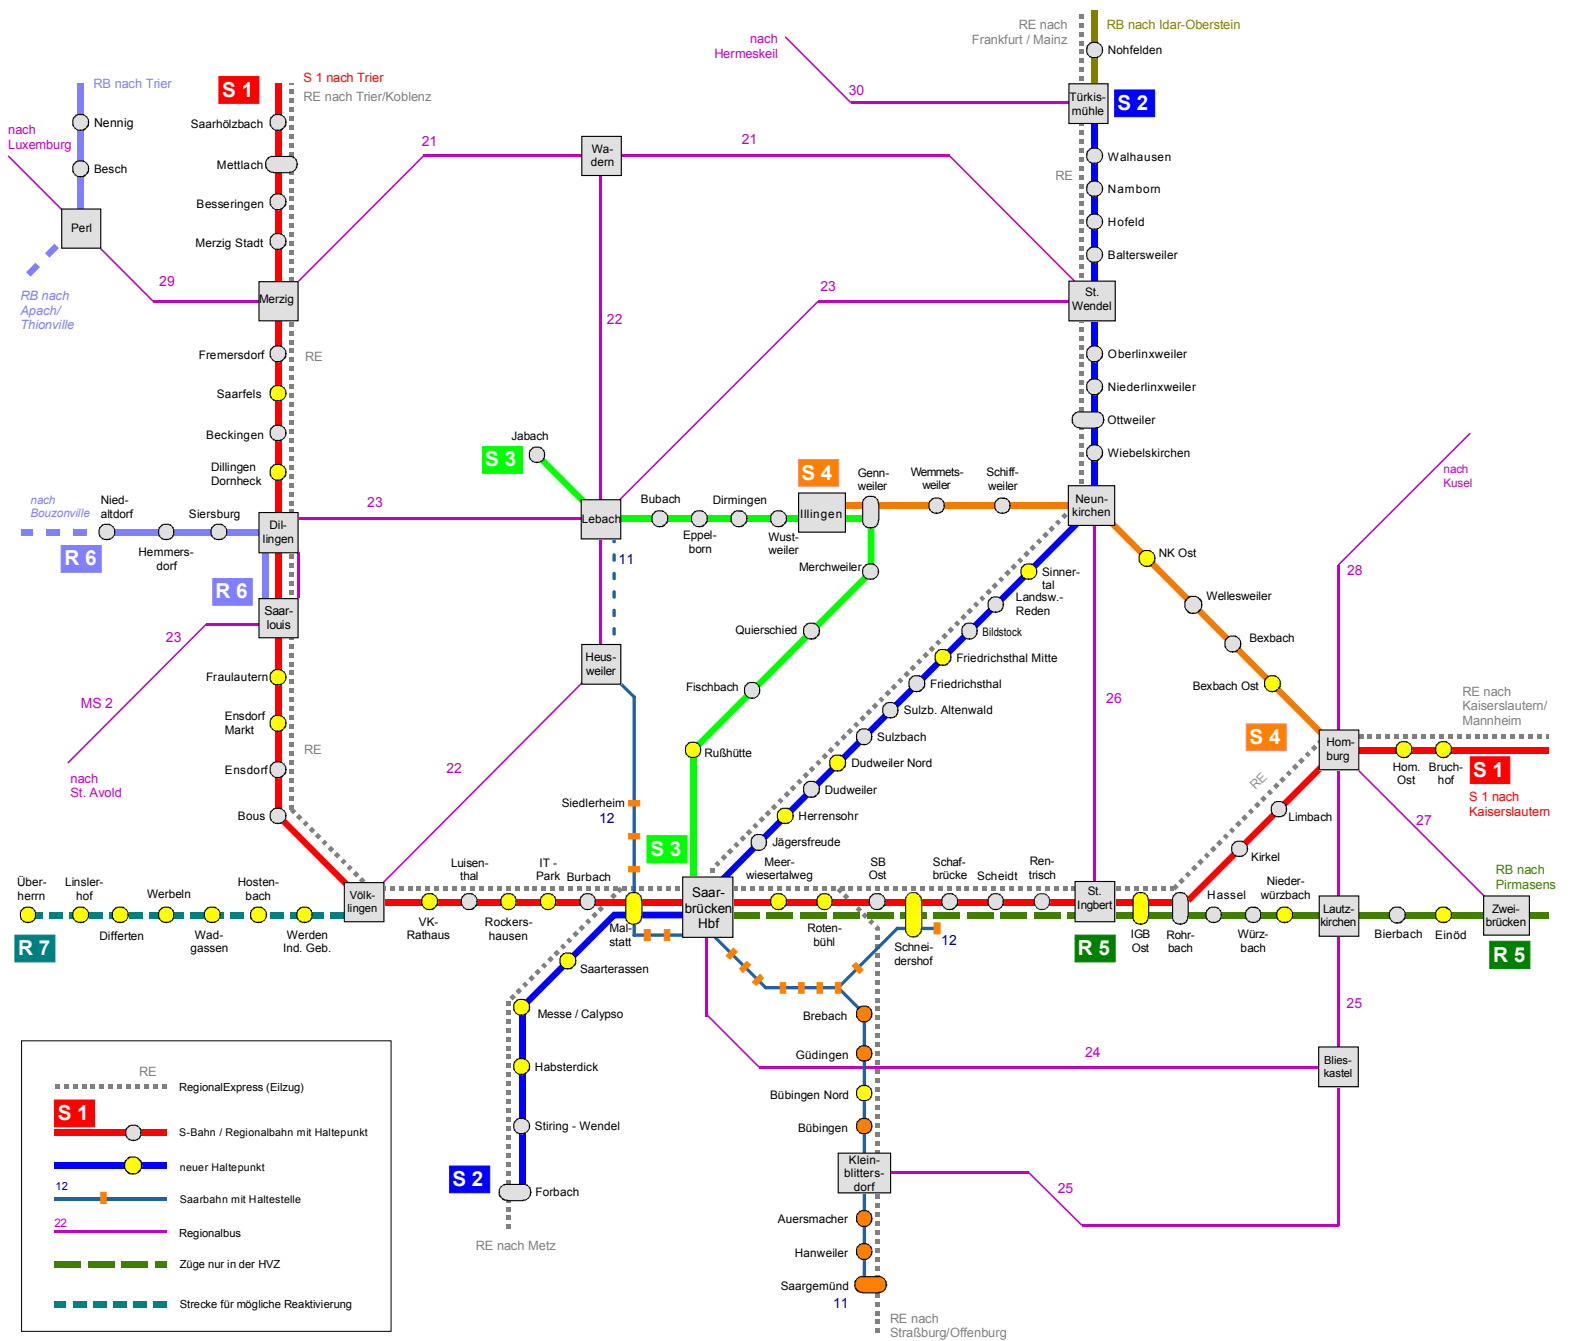 RE nach
Frankfurt / Mainz
RB nach Idar-Oberstein
nach
Hermeskeil
Nohfelden
RB nach Trier
S 1
S 1 nach Trier
RE nach Trier/Koblenz
30
Türkis-
mühle
S 2
Nennig
Saarhölzbach
nach
Luxemburg
21
21
Wa-
dern
Walhausen
Besch
Mettlach
RE
Namborn
Besseringen
Hofeld
Perl
Merzig Stadt
Baltersweiler
29
23
RB nach
Apach/
Thionville
Merzig
St.
Wendel
22
Fremersdorf
RE
Oberlinxweiler
Saarfels
Niederlinxweiler
Ottweiler
Beckingen
Jabach
S 3
Wiebelskirchen
Dillingen
Dornheck
S 4
Genn-
weiler
Wemmets-
weiler
Schiff-
weiler
nach
Kusel
nach
Bouzonville
Nied-
altdorf
Siersburg
23
Bubach
Dirmingen
Neun-
kirchen
Dil-
lingen
Lebach
Illingen
R 6
Hemmers-
dorf
Eppel-
born
Wust-
weiler
11
NK Ost
Merchweiler
Sinner-
tal
28
R 6
Landsw.-
Reden
Wellesweiler
Saar-
louis
23
Quierschied
Bildstock
Bexbach
Heus-
weiler
Friedrichsthal Mitte
Fraulautern
Fischbach
Friedrichsthal
Bexbach Ost
26
RE nach
Kaiserslautern/
Mannheim
MS 2
Ensdorf
Markt
Sulzb. Altenwald
Sulzbach
S 4
Hom-
burg
RE
Rußhütte
Dudweiler Nord
Hom.
Ost
Bruch-
hof
S 1
Ensdorf
22
nach
St. Avold
Dudweiler
RE
S 1 nach
Kaiserslautern
Siedlerheim
12
Bous
Herrensohr
Limbach
27
Jägersfreude
S 3
Kirkel
Über-
herrn
Linsler-
hof
Werbeln
Hosten-
bach
Völk-
lingen
Luisen-
thal
IT -
Park
Burbach
Saar-
brücken
Hbf
Meer-
wiesertalweg
SB
Ost
Schaf-
brücke
Scheidt
Ren-
trisch
St.
Ingbert
Hassel
Nieder-
würzbach
Lautz-
kirchen
RB nach
Pirmasens
Zwei-
brücken
R 7
Differten
Wad-
gassen
Werden
Ind. Geb.
VK-
Rathaus
Rockers-
hausen
Mal-
statt
Roten-
bühl
Schnei-
dershof
12
R 5
IGB
Ost
Rohr-
bach
Würz-
bach
Bierbach
Einöd
R 5
Saarterassen
Messe / Calypso
Brebach
25
Güdingen
24
Blies-
kastel
Habsterdick
Bübingen Nord
Stiring - Wendel
Bübingen
S 2
Forbach
Klein-
blitters-
dorf
25
Auersmacher
RE nach Metz
Hanweiler
Saargemünd
11
RE nach
Straßburg/Offenburg
RE
RegionalExpress (Eilzug)
S 1
S-Bahn / Regionalbahn mit Haltepunkt
neuer Haltepunkt
12
Saarbahn mit Haltestelle
22
Regionalbus
Züge nur in der HVZ
Strecke für mögliche Reaktivierung